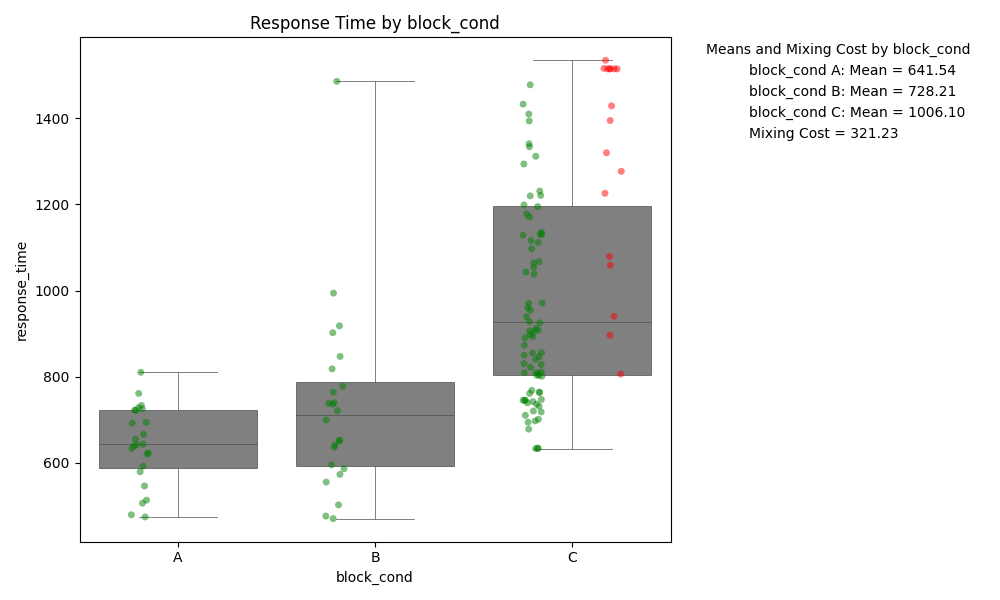 Response Time by block_cond
Means and Mixing Cost by block_cond
block_cond A: Mean = 641.54
block_cond B: Mean = 728.21
block_cond C: Mean = 1006.10
Mixing Cost = 321.23
response_time
1400
1200
1000
800
600
A
B
C
block_cond